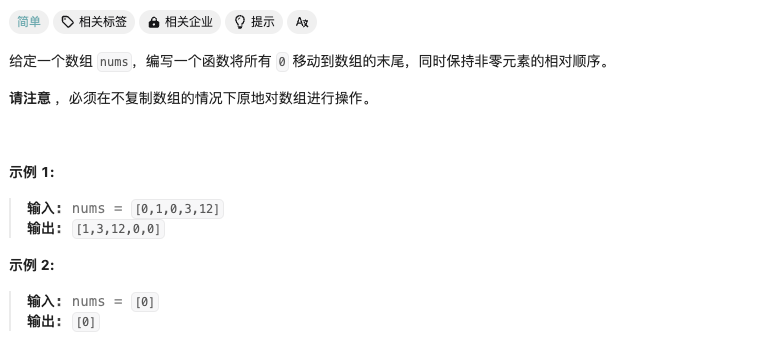 简单 相关标签 相关企业 提示 A文
给定一个数组 nums，编写一个函数将所有 0 移动到数组的末尾，同时保持非零元素的相对顺序。
请注意 ，必须在不复制数组的情况下原地对数组进行操作。
示例 1:
输入: nums = [0,1,0,3,12]
输出: [1,3,12,0,0]
示例 2:
输入: nums = [0]
输出: [0]